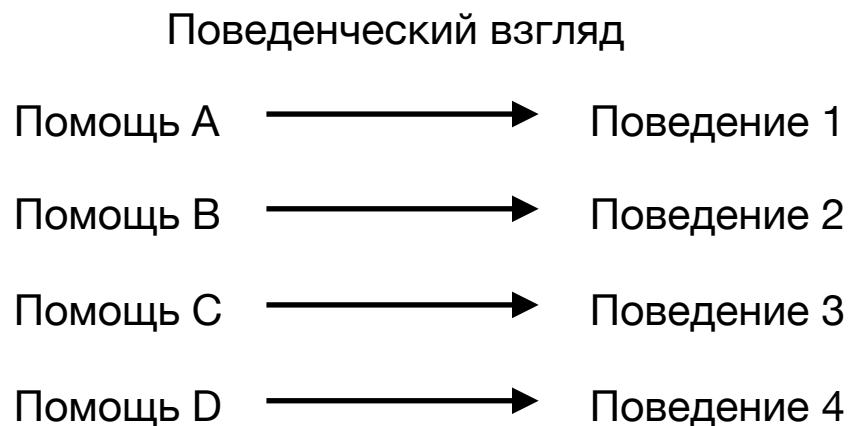 Поведенческий взгляд
Помощь А Поведение 1
Помощь B Поведение 2
Помощь C Поведение 3
Помощь D Поведение 4